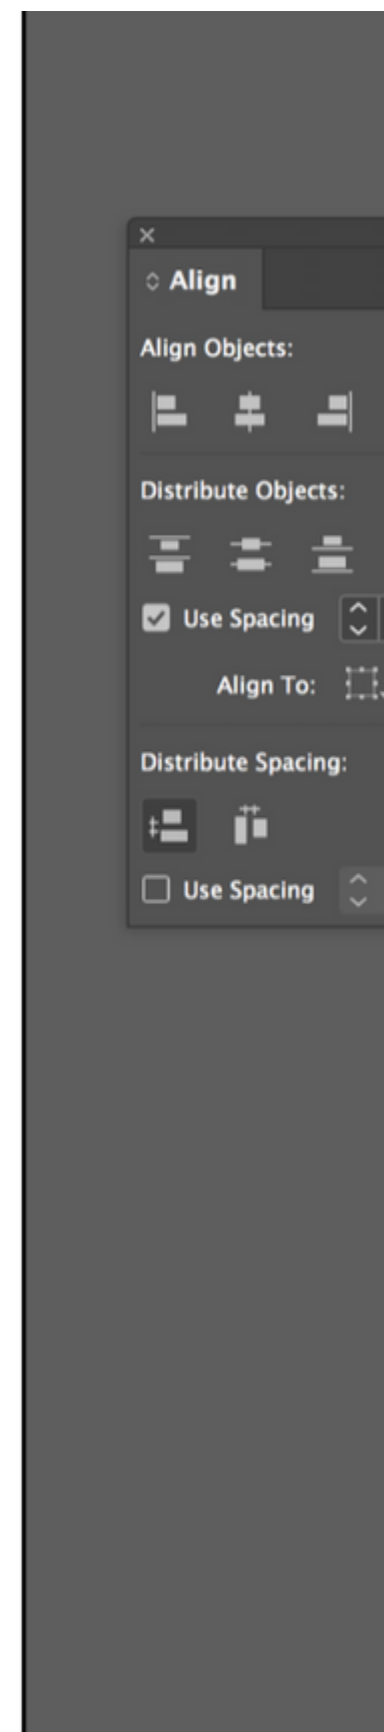 Align
Align Objects:
Distribute Objects:
Use Spacing
Align To:
Distribute Spacing:
Use Spacing